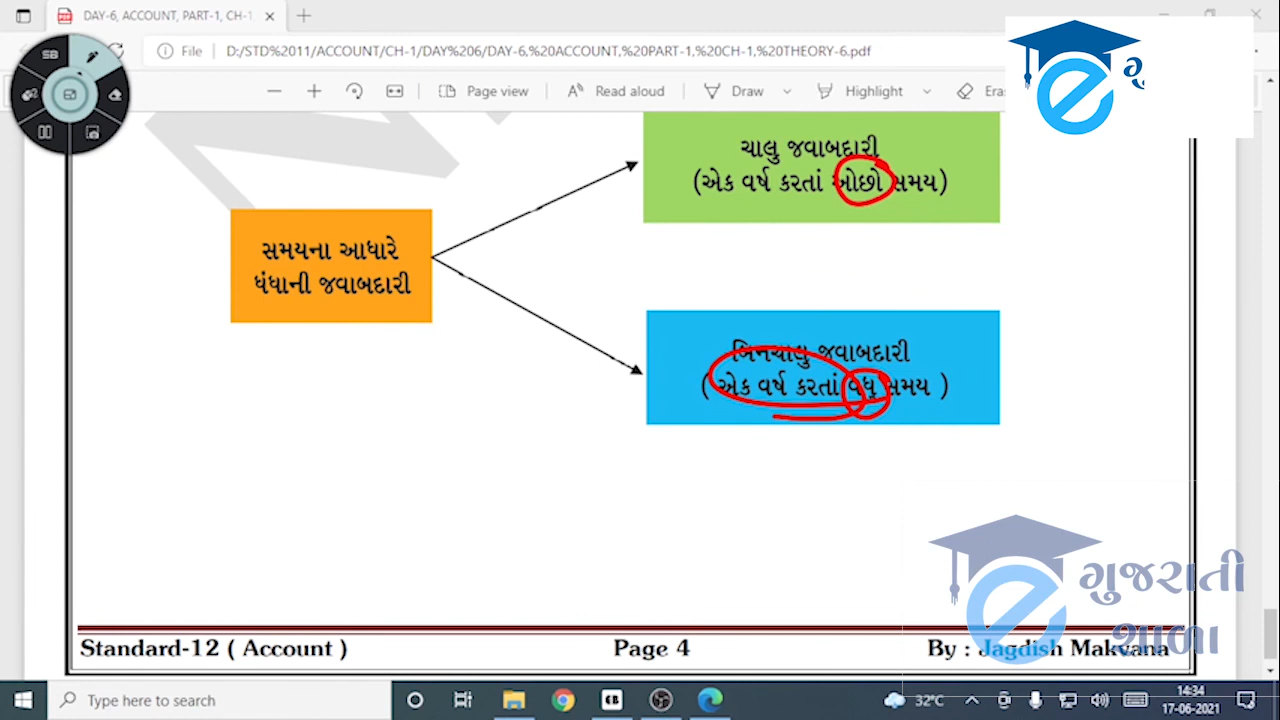 DAY-6, ACCOUNT, PART-1, CH-1
File
D:/STD%2011/ACCOUNT/CH-1/DAY%206/DAY-6,%20ACCOUNT,%20PART-1,%20CH-1,%20THEORY-6.pdf
Page view
Read aloud
Draw
Highlight
ચાલુ જવાબદારી
(એક વર્ષ કરતાં ઓછો સમય)
સમયના આધારે
ધંધાની જવાબદારી
બિનચાલુ જવાબદારી
( એક વર્ષ કરતાં વધુ સમય )
ગુજરાતી
શાળા
Standard-12 ( Account )
Page 4
By : Jagdish Makvana
Type here to search
32°C
14:34
17-06-2021